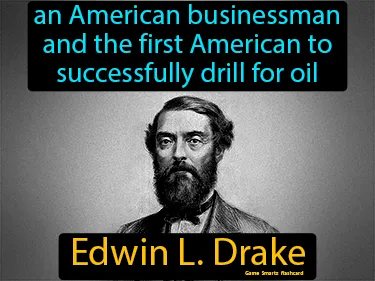 an American businessman
and the first American to
successfully drill for oil
Edwin L. Drake
Game Smartz Flashcard